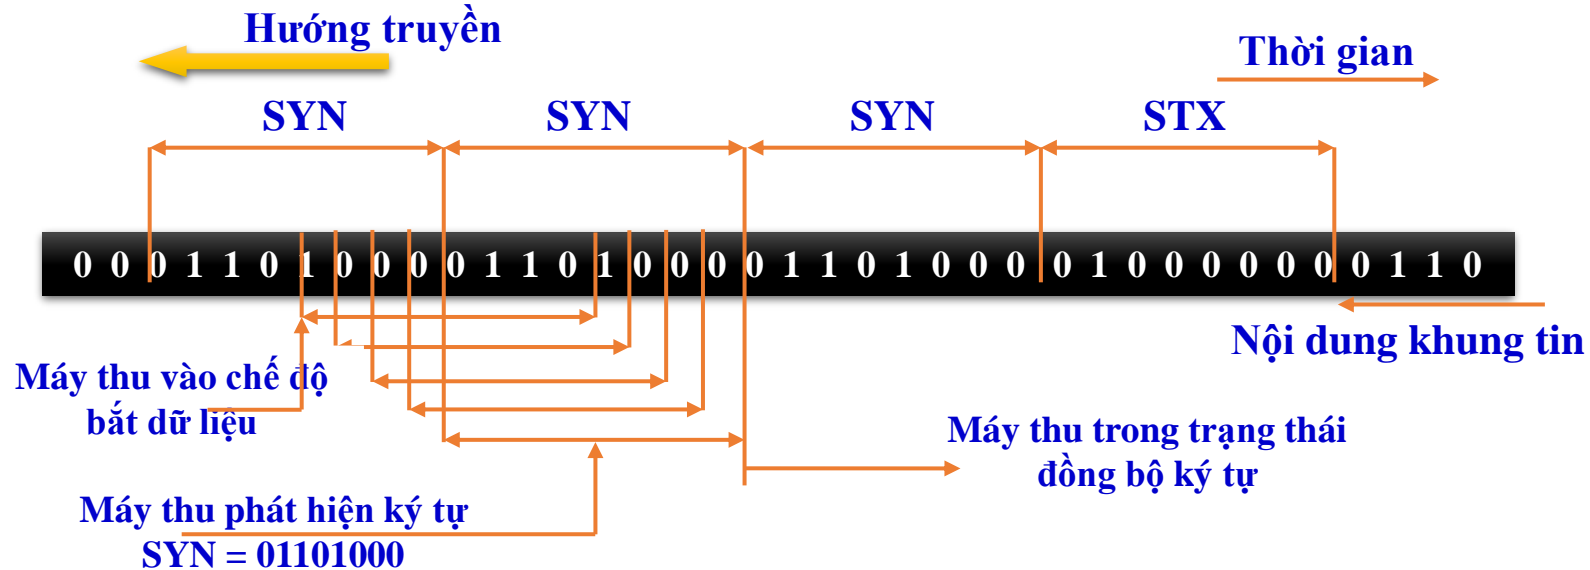 Hướng truyền
Thời gian
SYN SYN SYN STX
0 0 0 1 1 0 1 0 0 0 0 1 1 0 1 0 0 0 0 1 1 0 1 0 0 0 0 1 0 0 0 0 0 0 0 1 1 0
Nội dung khung tin
Máy thu vào chế độ
bắt dữ liệu
Máy thu trong trạng thái
đồng bộ ký tự
Máy thu phát hiện ký tự
SYN = 01101000